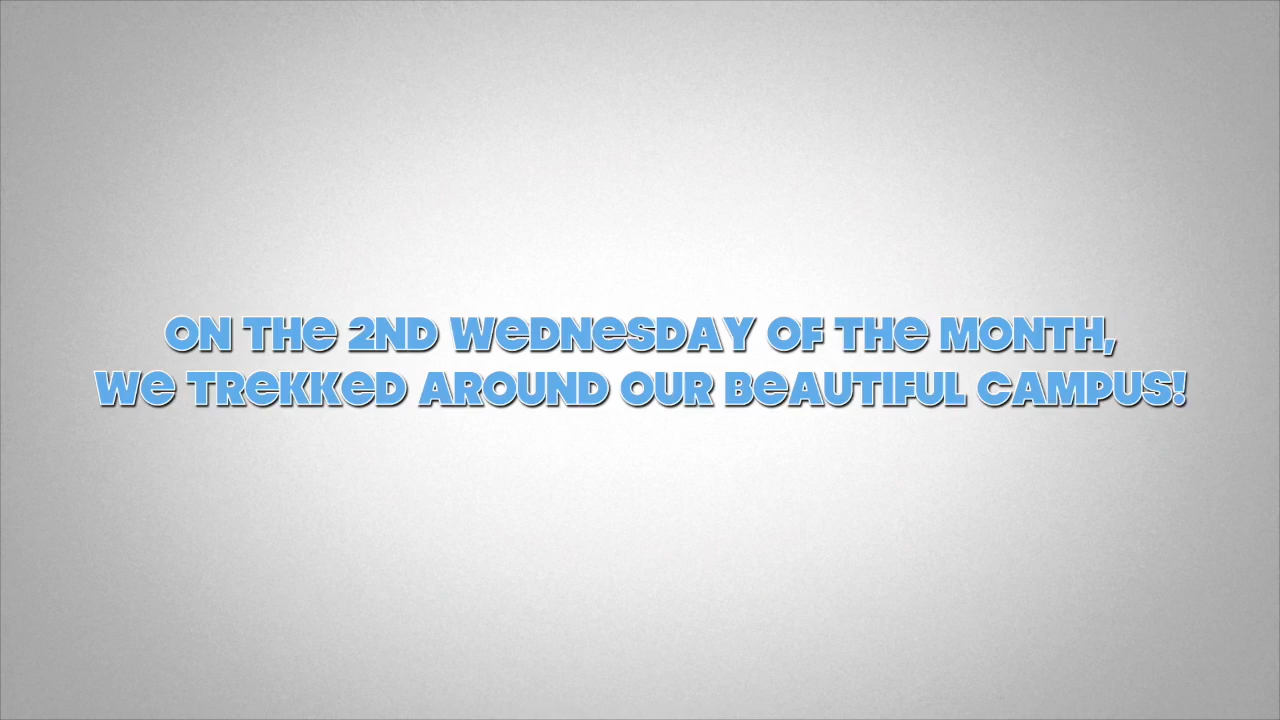 ON THE 2ND WEDNESDAY OF THE MONTH,
WE TREKKED AROUND OUR BEAUTIFUL CAMPUS!